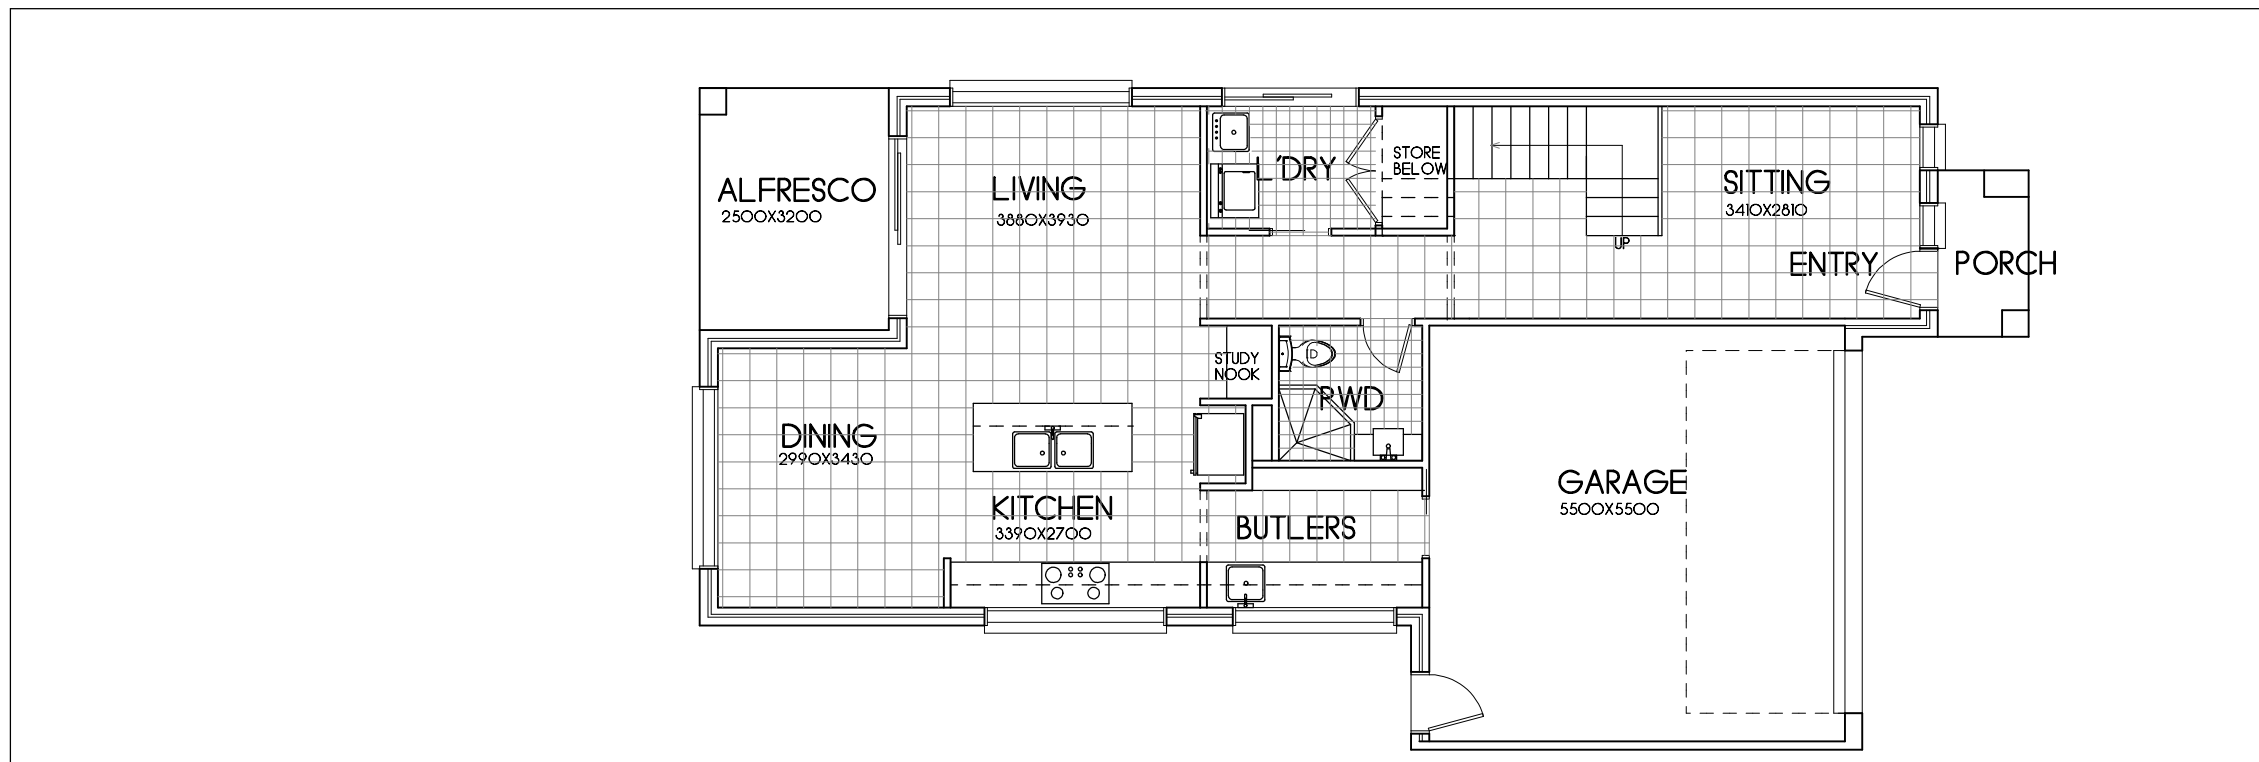 ALFRESCO
2500X3200
LIVING
3880X3930
L'DRY
STORE
BELOW
UP
SITTING
3410X2810
ENTRY
PORCH
STUDY
NOOK
PWD
DINING
2990X3430
KITCHEN
3390X2700
BUTLERS
GARAGE
5500X5500